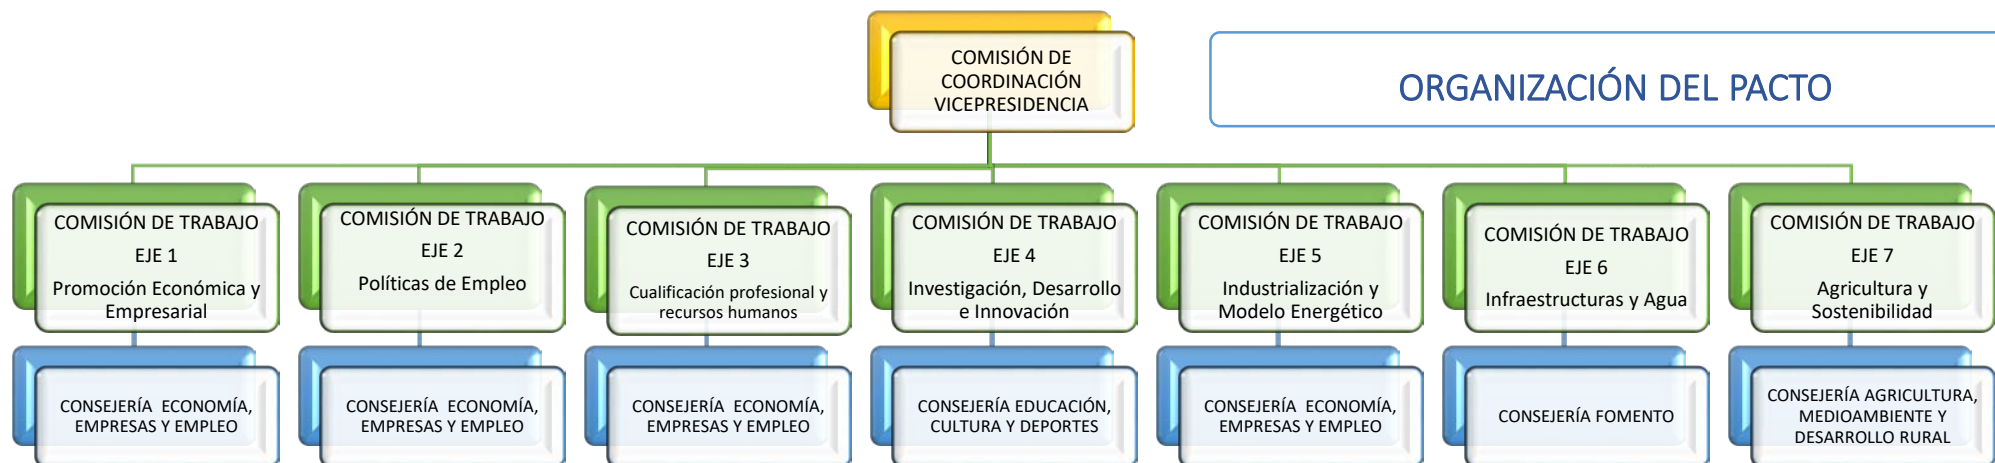 COMISIÓN DE
COORDINACIÓN
VICEPRESIDENCIA
ORGANIZACIÓN DEL PACTO
COMISIÓN DE TRABAJO
EJE 1
Promoción Económica y
Empresarial
COMISIÓN DE TRABAJO
EJE 2
Políticas de Empleo
COMISIÓN DE TRABAJO
EJE 3
Cualificación profesional y
recursos humanos
COMISIÓN DE TRABAJO
EJE 4
Investigación, Desarrollo
e Innovación
COMISIÓN DE TRABAJO
EJE 5
Industrialización y
Modelo Energético
COMISIÓN DE TRABAJO
EJE 6
Infraestructuras y Agua
COMISIÓN DE TRABAJO
EJE 7
Agricultura y
Sostenibilidad
CONSEJERÍA ECONOMÍA,
EMPRESAS Y EMPLEO
CONSEJERÍA ECONOMÍA,
EMPRESAS Y EMPLEO
CONSEJERÍA ECONOMÍA,
EMPRESAS Y EMPLEO
CONSEJERÍA EDUCACIÓN,
CULTURA Y DEPORTES
CONSEJERÍA ECONOMÍA,
EMPRESAS Y EMPLEO
CONSEJERÍA FOMENTO
CONSEJERÍA AGRICULTURA,
MEDIOAMBIENTE Y
DESARROLLO RURAL